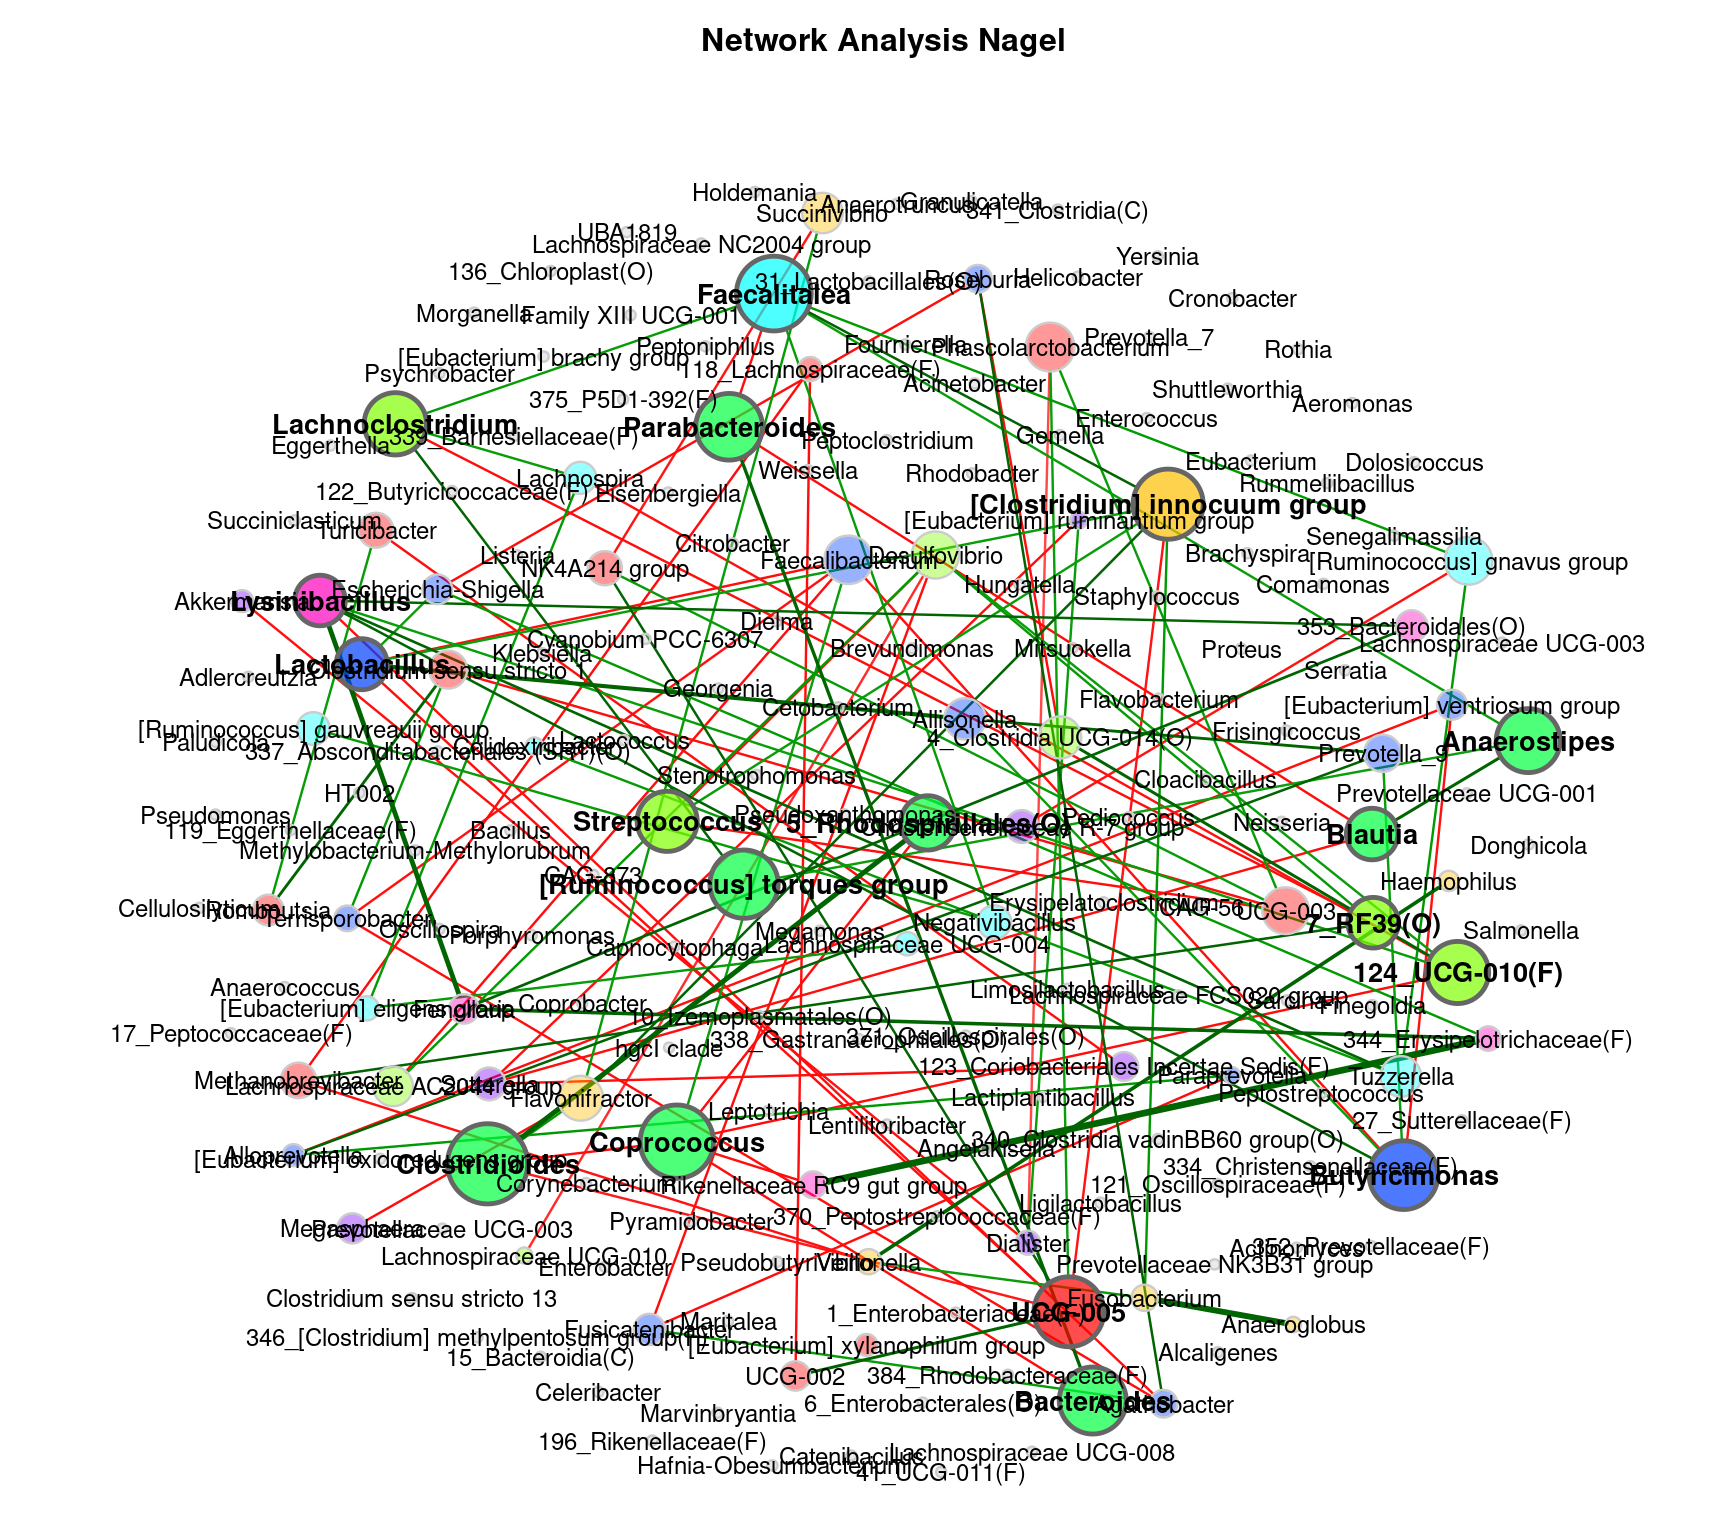 Network Analysis Nagel
Holdemania
Anaerotruncus
Granulicatella
341_Clostridia(C)
Succinivibrio
UBA1819
Lachnospiraceae NC2004 group
Yersinia
136_Chloroplast(O)
31_Lactobacillales(O)
Roseburia
Helicobacter
Faecalitalea
Cronobacter
Morganella
Family XIII UCG-001
Prevotella_7
Peptoniphilus
Fournierella
Phascolarctobacterium
Rothia
[Eubacterium] brachy group
118_Lachnospiraceae(F)
Psychrobacter
Acinetobacter
Shuttleworthia
375_P5D1-392(F)
Aeromonas
Lachnoclostridium
Parabacteroides
Enterococcus
Eggerthella
339_Barnesiellaceae(F)
Peptoclostridium
Gemella
Weissella
Rhodobacter
Eubacterium
Dolosicoccus
Lachnospira
122_Butyricicoccaceae(F)
Eisenbergiella
Rummeliibacillus
[Clostridium] innocuum group
Succiniclasticum
Turicibacter
[Eubacterium] ruminantium group
Senegalimassilia
Citrobacter
Listeria
NK4A214 group
Faecalibacterium
Desulfovibrio
Brachyspira
[Ruminococcus] gnavus group
Escherichia-Shigella
Hungatella
Comamonas
Akkermansia
Lysinibacillus
Staphylococcus
Dielma
353_Bacteroidales(O)
Cyanobium PCC-6307
Klebsiella
Brevundimonas
Mitsuokella
Proteus
Lachnospiraceae UCG-003
Lactobacillus
Clostridium sensu stricto 1
Adlercreutzia
Georgenia
Serratia
Cetobacterium
Flavobacterium
[Eubacterium] ventriosum group
Allisonella
[Ruminococcus] gauvreauii group
Paludicola
337_Absconditabacteriales (SR1)(O)
Colidextribacter
Lactococcus
4_Clostridia UCG-014(O)
Frisingicoccus
Anaerostipes
Prevotella_9
Stenotrophomonas
Cloacibacillus
HT002
Prevotellaceae UCG-001
Pseudomonas
Streptococcus
Pseudoxanthomonas
5_Rhodospirillales(O)
Christensenellaceae R-7 group
Pediococcus
Neisseria
Blautia
119_Eggerthellaceae(F)
Bacillus
Methylobacterium-Methylorubrum
Donghicola
CAG-873
[Ruminococcus] torques group
Haemophilus
Cellulosilyticum
Romboutsia
Terrisporobacter
Erysipelatoclostridium
CAG-56
UCG-003
Negativibacillus
7_RF39(O)
Oscillospira
Porphyromonas
Megamonas
Salmonella
Capnocytophaga
Lachnospiraceae UCG-004
124_UCG-010(F)
Anaerococcus
Limosilactobacillus
Lachnospiraceae FCS020 group
Sarcina
Finegoldia
[Eubacterium] eligens group
Coprobacter
10_Izemoplasmatales(O)
17_Peptococcaceae(F)
338_Gastranaerophilales(O)
371_Oscillospirales(O)
344_Erysipelotrichaceae(F)
hgcI clade
123_Coriobacteriales Incertae Sedis(F)
Paraprevotella
Tuzzerella
Methanobrevibacter
Lachnospiraceae AC2044 group
Sutterella
Flavonifractor
Lactiplantibacillus
Peptostreptococcus
Leptotrichia
Lentilitoribacter
27_Sutterellaceae(F)
Coprococcus
340_Clostridia vadinBB60 group(O)
Angelakisella
Alloprevotella
[Eubacterium] oxidoreducens group
Clostridioides
334_Christensenellaceae(F)
Butyricimonas
Corynebacterium
Rikenellaceae RC9 gut group
121_Oscillospiraceae(F)
Ligilactobacillus
Megasphaera
Prevotellaceae UCG-003
Pyramidobacter
370_Peptostreptococcaceae(F)
Dialister
Actinomyces
352_Prevotellaceae(F)
Lachnospiraceae UCG-010
Enterobacter
Pseudobutyrivibrio
Prevotellaceae NK3B31 group
Clostridium sensu stricto 13
Fusobacterium
1_Enterobacteriaceae(F)
UCG-005
Maritalea
Fusicatenibacter
Anaeroglobus
346_[Clostridium] methylpentosum group(F)
[Eubacterium] xylanophilum group
15_Bacteroidia(C)
Alcaligenes
UCG-002
384_Rhodobacteraceae(F)
Celeribacter
6_Enterobacterales(O)
Bacteroides
Agathobacter
Marvinbryantia
196_Rikenellaceae(F)
Catenibacillus
Lachnospiraceae UCG-008
Hafnia-Obesumbacterium
41_UCG-011(F)